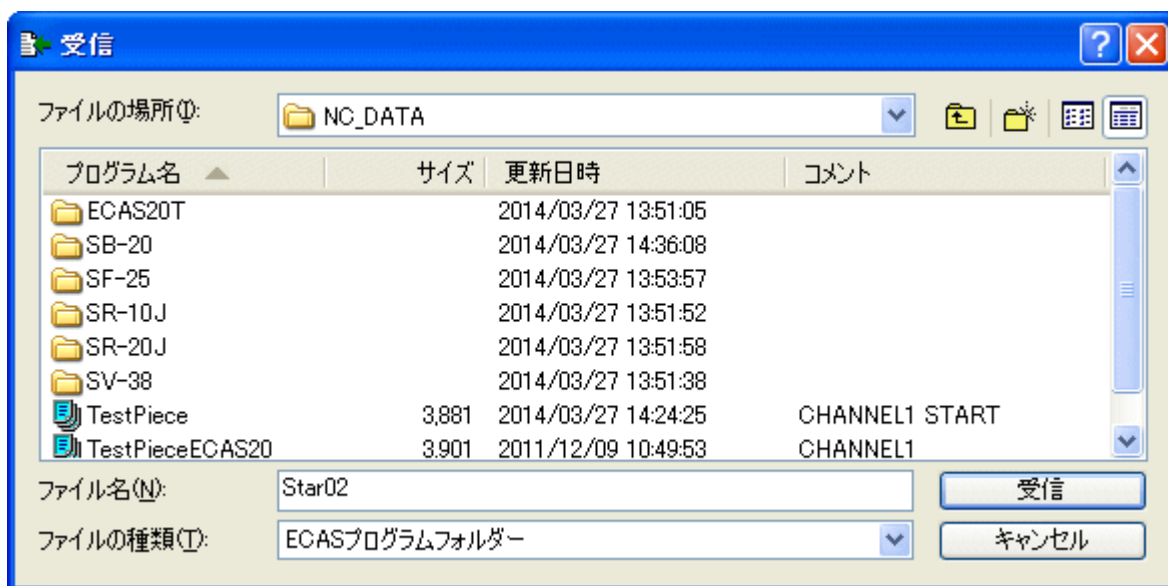 受信
ファイルの場所(I): NC_DATA
プログラム名 サイズ 更新日時 コメント
ECAS20T 2014/03/27 13:51:05
SB-20 2014/03/27 14:36:08
SF-25 2014/03/27 13:53:57
SR-10J 2014/03/27 13:51:52
SR-20J 2014/03/27 13:51:58
SV-38 2014/03/27 13:51:38
TestPiece 3,881 2014/03/27 14:24:25 CHANNEL1 START
TestPieceECAS20 3,901 2011/12/09 10:49:53 CHANNEL1
ファイル名(N): Star02 受信
ファイルの種類(T): ECASプログラムフォルダー キャンセル